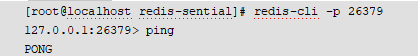 [root@localhost redis-sential]# redis-cli -p 26379
127.0.0.1:26379> ping
PONG